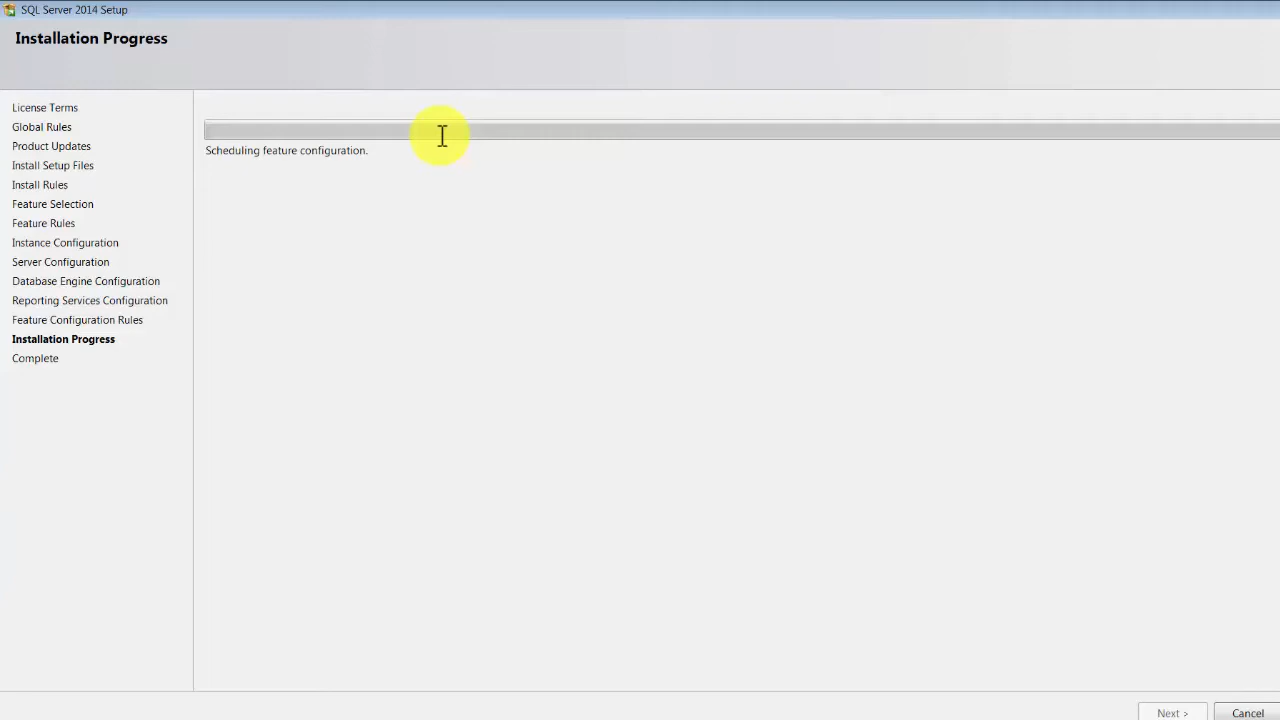 SQL Server 2014 Setup
Installation Progress
License Terms
Global Rules
Product Updates
Install Setup Files
Install Rules
Feature Selection
Feature Rules
Instance Configuration
Server Configuration
Database Engine Configuration
Reporting Services Configuration
Feature Configuration Rules
Installation Progress
Complete
Scheduling feature configuration.
Next >
Cancel